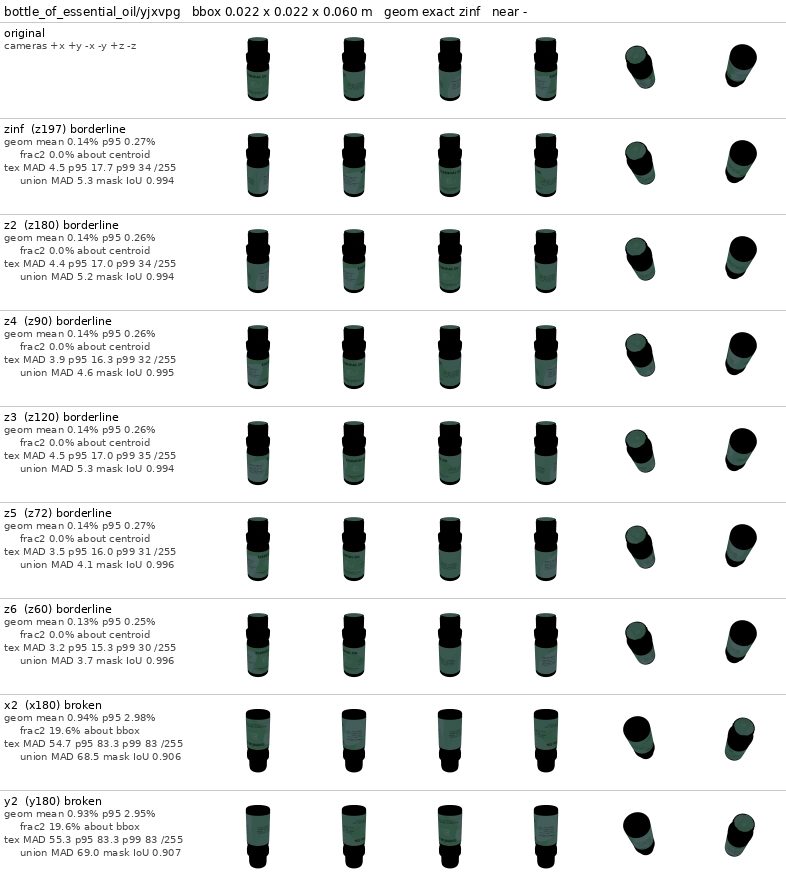 bottle_of_essential_oil/yjxvpg bbox 0.022 x 0.022 x 0.060 m geom exact zinf near -
original
cameras +x +y -x -y +z -z
zinf (z197) borderline
geom mean 0.14% p95 0.27%
frac2 0.0% about centroid
tex MAD 4.5 p95 17.7 p99 34 /255
union MAD 5.3 mask IoU 0.994
z2 (z180) borderline
geom mean 0.14% p95 0.26%
frac2 0.0% about centroid
tex MAD 4.4 p95 17.0 p99 34 /255
union MAD 5.2 mask IoU 0.994
z4 (z90) borderline
geom mean 0.14% p95 0.26%
frac2 0.0% about centroid
tex MAD 3.9 p95 16.3 p99 32 /255
union MAD 4.6 mask IoU 0.995
z3 (z120) borderline
geom mean 0.14% p95 0.26%
frac2 0.0% about centroid
tex MAD 4.5 p95 17.0 p99 35 /255
union MAD 5.3 mask IoU 0.994
z5 (z72) borderline
geom mean 0.14% p95 0.27%
frac2 0.0% about centroid
tex MAD 3.5 p95 16.0 p99 31 /255
union MAD 4.1 mask IoU 0.996
z6 (z60) borderline
geom mean 0.13% p95 0.25%
frac2 0.0% about centroid
tex MAD 3.2 p95 15.3 p99 30 /255
union MAD 3.7 mask IoU 0.996
x2 (x180) broken
geom mean 0.94% p95 2.98%
frac2 19.6% about bbox
tex MAD 54.7 p95 83.3 p99 83 /255
union MAD 68.5 mask IoU 0.906
y2 (y180) broken
geom mean 0.93% p95 2.95%
frac2 19.6% about bbox
tex MAD 55.3 p95 83.3 p99 83 /255
union MAD 69.0 mask IoU 0.907